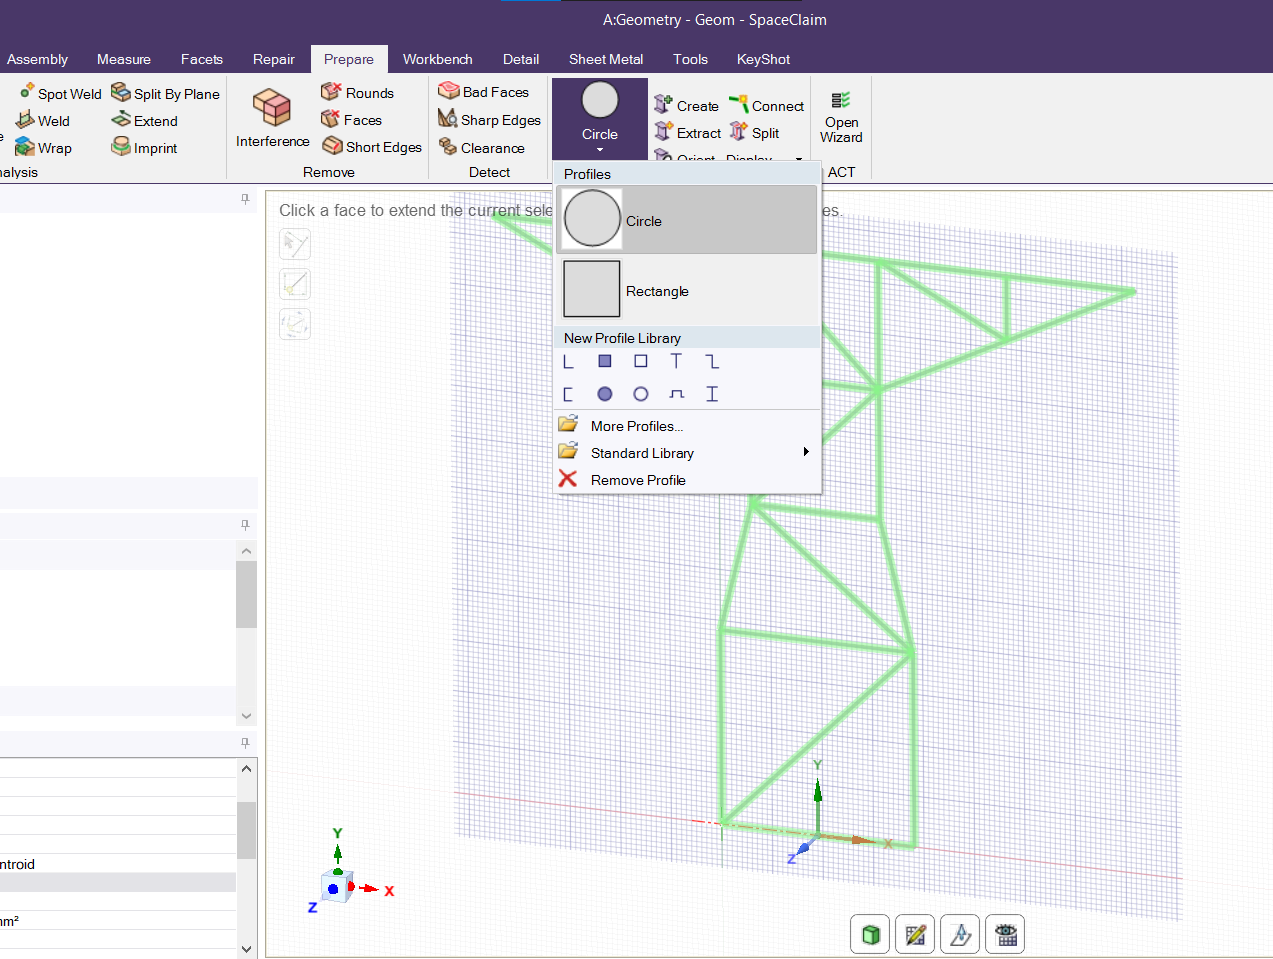 A:Geometry - Geom - SpaceClaim
Assembly Measure Facets Repair Prepare Workbench Detail Sheet Metal Tools KeyShot
Spot Weld Split By Plane Rounds Bad Faces
Weld Extend Interference Faces Sharp Edges Circle Create Connect Open Wizard
Wrap Imprint Short Edges Clearance Extract Split
Orient Display
nalysis Remove Detect ACT
Click a face to extend the current sele
es.
Profiles
Circle
Rectangle
New Profile Library
More Profiles...
Standard Library
Remove Profile
Y
X
Z
Y
X
Z
ntroid
nm²